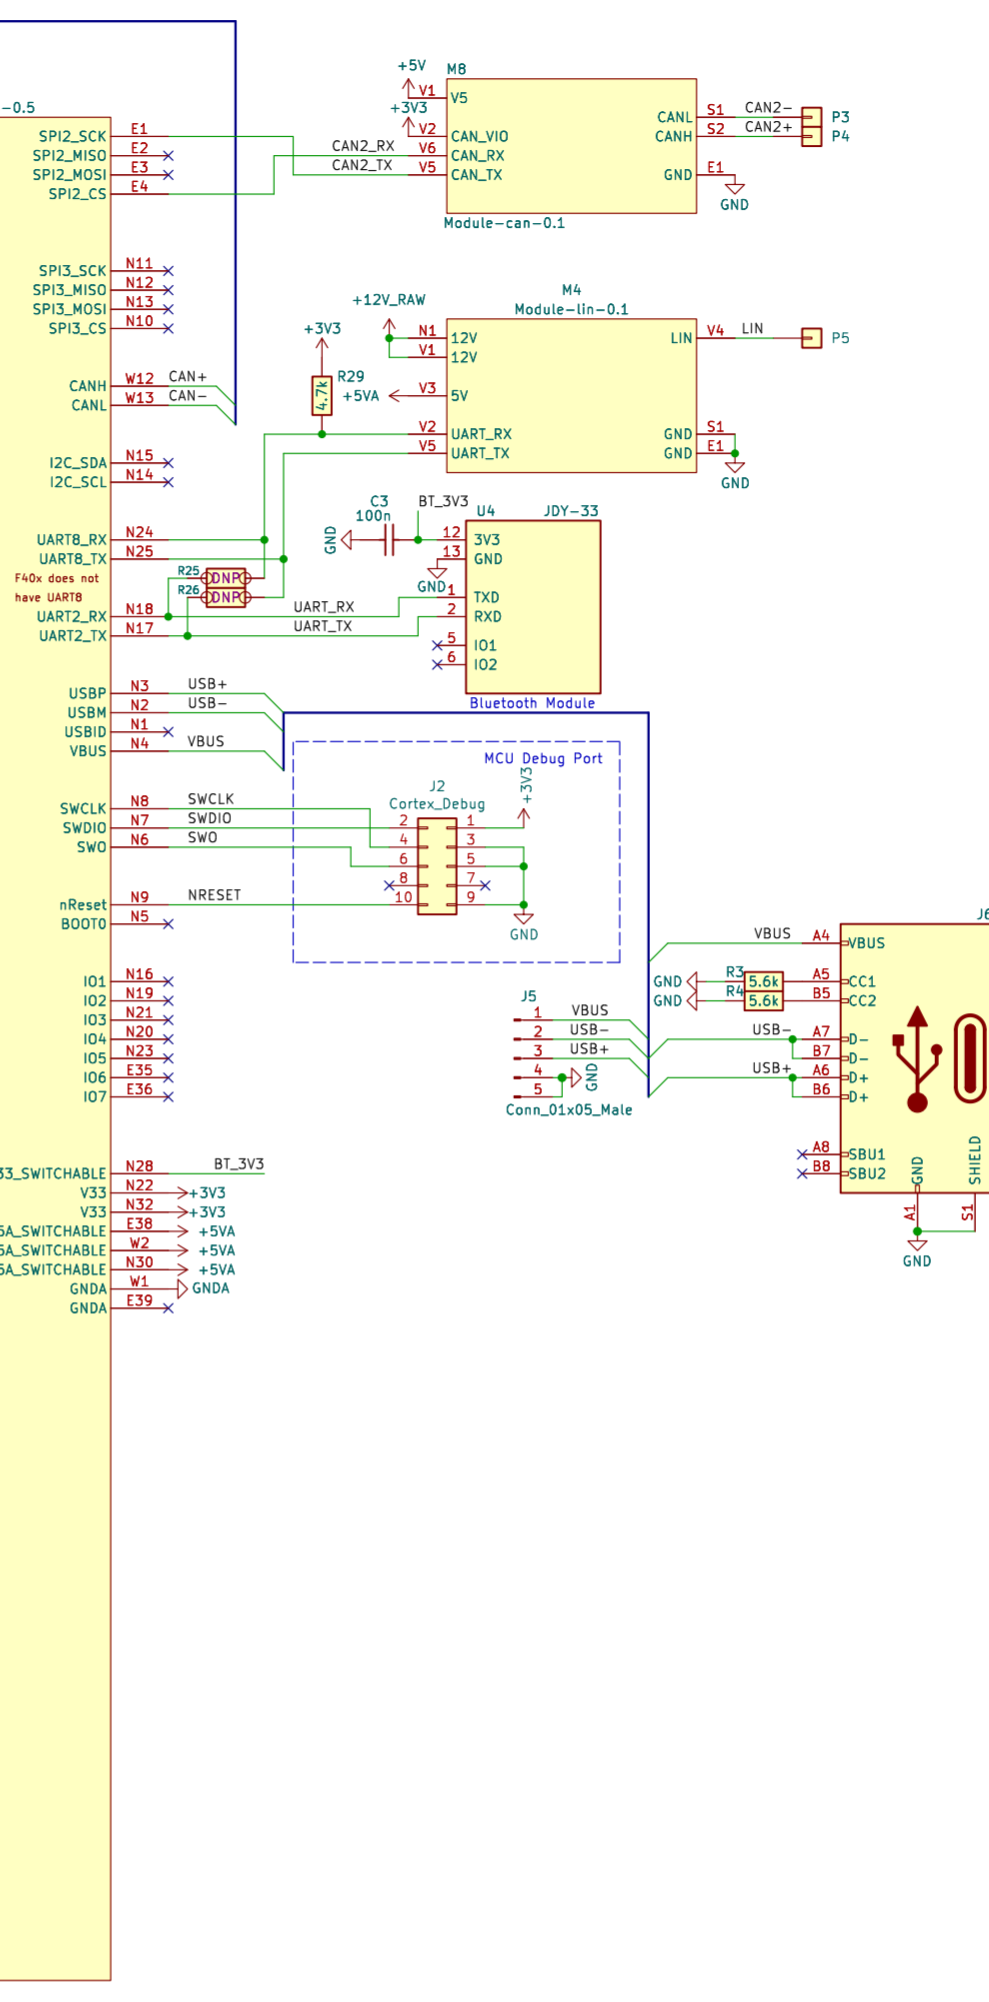 -0.5
SPI2_SCK E1
SPI2_MISO E2
SPI2_MOSI E3
SPI2_CS E4
SPI3_SCK N11
SPI3_MISO N12
SPI3_MOSI N13
SPI3_CS N10
CANH W12 CAN+
CANL W13 CAN-
I2C_SDA N15
I2C_SCL N14
UART8_RX N24
UART8_TX N25
F40x does not
have UART8
R25 DNP
R26 DNP
UART2_RX N18 UART_RX
UART2_TX N17 UART_TX
USBP N3 USB+
USBM N2 USB-
USBID N1
VBUS N4 VBUS
SWCLK N8 SWCLK
SWDIO N7 SWDIO
SWO N6 SWO
nReset N9 NRESET
BOOT0 N5
IO1 N16
IO2 N19
IO3 N21
IO4 N20
IO5 N23
IO6 E35
IO7 E36
33_SWITCHABLE N28 BT_3V3
V33 N22 +3V3
V33 N32 +3V3
5A_SWITCHABLE E38 +5VA
5A_SWITCHABLE W2 +5VA
5A_SWITCHABLE N30 +5VA
GNDA W1 GNDA
GNDA E39
+5V M8
V1 V5
+3V3
V2 CAN_VIO
CAN2_RX V6 CAN_RX
CAN2_TX V5 CAN_TX
CANL S1 CAN2- P3
CANH S2 CAN2+ P4
GND E1
GND
Module-can-0.1
M4
Module-lin-0.1
+12V_RAW
N1 12V
V1 12V
+3V3
R29
4.7k
+5VA V3 5V
V2 UART_RX
V5 UART_TX
LIN V4 LIN P5
GND S1
GND E1
GND
C3
100n
GND
BT_3V3
U4 JDY-33
12 3V3
13 GND
GND
1 TXD
2 RXD
5 IO1
6 IO2
Bluetooth Module
MCU Debug Port
J2
Cortex_Debug
+3V3
2 1
4 3
6 5
8 7
10 9
GND
J5
1 VBUS
2 USB-
3 USB+
4
5
GND
Conn_01x05_Male
J6
VBUS A4 VBUS
GND R3 5.6k A5 CC1
GND R4 5.6k B5 CC2
USB- A7 D-
B7 D-
USB+ A6 D+
B6 D+
A8 SBU1
B8 SBU2
GND
SHIELD
A1
S1
GND